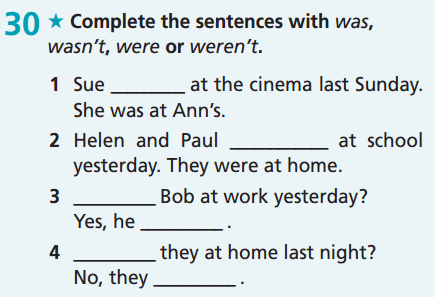 30 ★ Complete the sentences with was,
wasn't, were or weren't.
1 Sue ________ at the cinema last Sunday.
She was at Ann's.
2 Helen and Paul __________ at school
yesterday. They were at home.
3 ________ Bob at work yesterday?
Yes, he ________ .
4 ________ they at home last night?
No, they ________ .